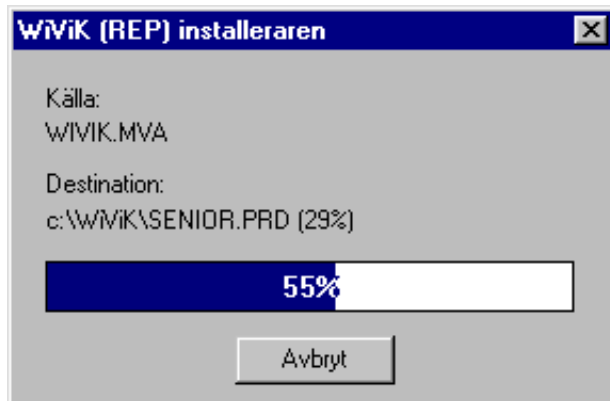 WiViK (REP) installeraren
Källa:
WIVIK.MVA
Destination:
c:\WiViK\SENIOR.PRD (29%)
55%
Avbryt